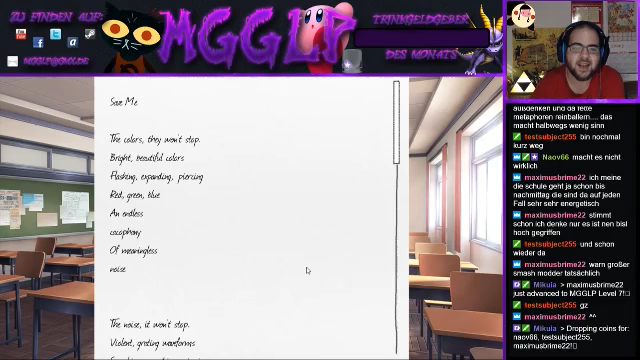 ZU FINDEN AUF:
MGGLP@GMX.DE
MGGLP
TRINKGELDGEBER
DES MONATS
Save Me
The colors, they won't stop.
Bright, beautiful colors
Flashing, expanding, piercing
Red, green, blue
An endless
cacophony
Of meaningless
noise
The noise, it won't stop.
Violent, grating waveforms
ausdenken und da fette
metaphoren reinballern.... das
macht halbwegs wenig sinn
testsubject255 bin nochmal
kurz weg
Naov66 macht es nicht
wirklich
maximusbrime22 ich meine
die schule geht ja schon bis
nachmittag die sind da auf jeden
Fall sehr sehr energetisch
maximusbrime22 stimmt
schon ich denke nur es ist nen bisl
hoch gegriffen
testsubject255 und schon
wieder da
maximusbrime22 warn großer
smash modder tatsächlich
Mikula > maximusbrime22
just advanced to MGGLP Level 7!
testsubject255 gz
maximusbrime22 ^^
Mikula > Dropping coins for:
naov66, testsubject255,
maximusbrime22!